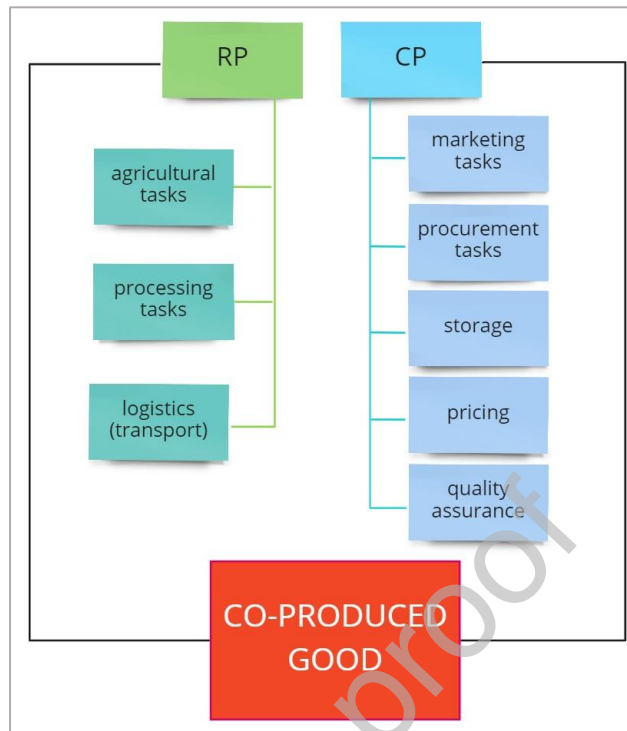 RP
CP
agricultural
tasks
processing
tasks
logistics
(transport)
marketing
tasks
procurement
tasks
storage
pricing
quality
assurance
CO-PRODUCED
GOOD
proof